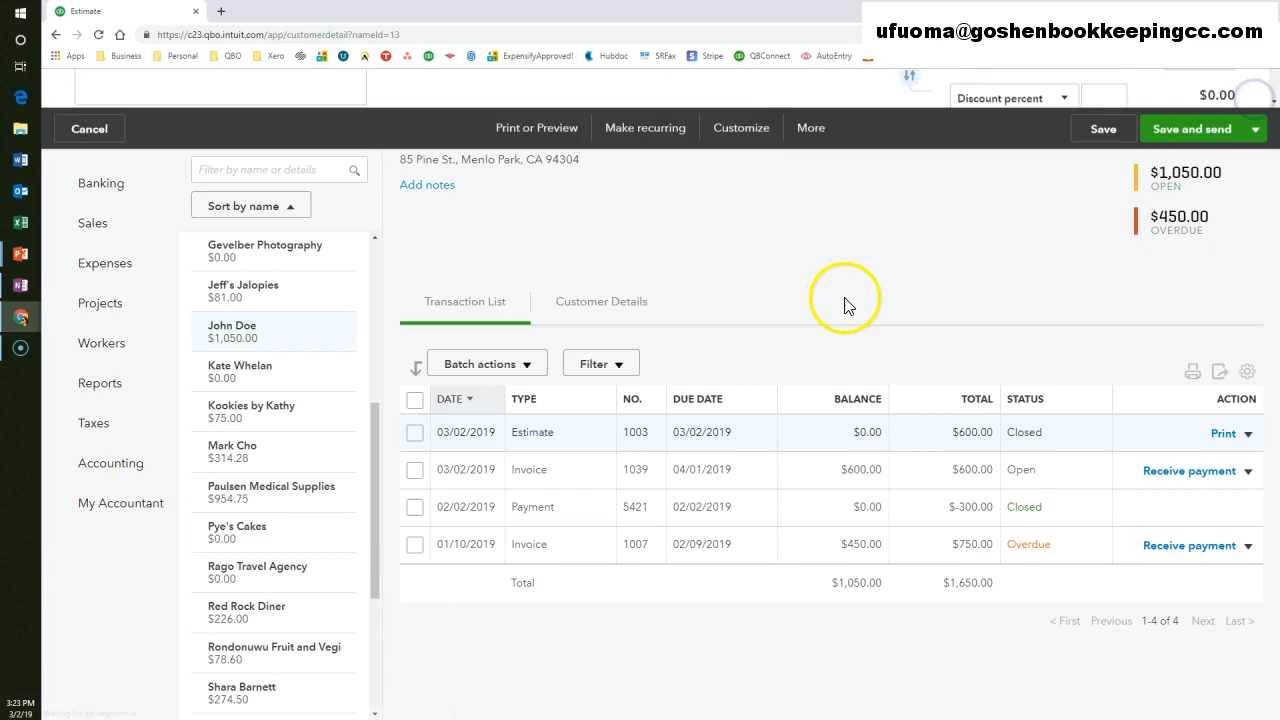 Estimate
ufuoma@goshenbookkeepingcc.com
https://c23.qbo.intuit.com/app/customerdetail?nameId=13
Apps Business Personal QBO Xero ExpensifyApproved! Hubdoc SRFax Stripe QBConnect AutoEntry
Discount percent $0.00
Cancel Print or Preview Make recurring Customize More Save Save and send
Banking
Sales
Expenses
Projects
Workers
Reports
Taxes
Accounting
My Accountant
Filter by name or details
Sort by name
Gevelber Photography
$0.00
Jeff's Jalopies
$81.00
John Doe
$1,050.00
Kate Whelan
$0.00
Kookies by Kathy
$75.00
Mark Cho
$314.28
Paulsen Medical Supplies
$954.75
Pye's Cakes
$0.00
Rago Travel Agency
$0.00
Red Rock Diner
$226.00
Rondonuwu Fruit and Vegi
$78.60
Shara Barnett
$274.50
85 Pine St., Menlo Park, CA 94304
Add notes
$1,050.00
OPEN
$450.00
OVERDUE
Transaction List Customer Details
Batch actions Filter
DATE TYPE NO. DUE DATE BALANCE TOTAL STATUS ACTION
03/02/2019 Estimate 1003 03/02/2019 $0.00 $600.00 Closed Print
03/02/2019 Invoice 1039 04/01/2019 $600.00 $600.00 Open Receive payment
02/02/2019 Payment 5421 02/02/2019 $0.00 $-300.00 Closed
01/10/2019 Invoice 1007 02/09/2019 $450.00 $750.00 Overdue Receive payment
Total $1,050.00 $1,650.00
< First Previous 1-4 of 4 Next Last >
3:23 PM
3/2/19